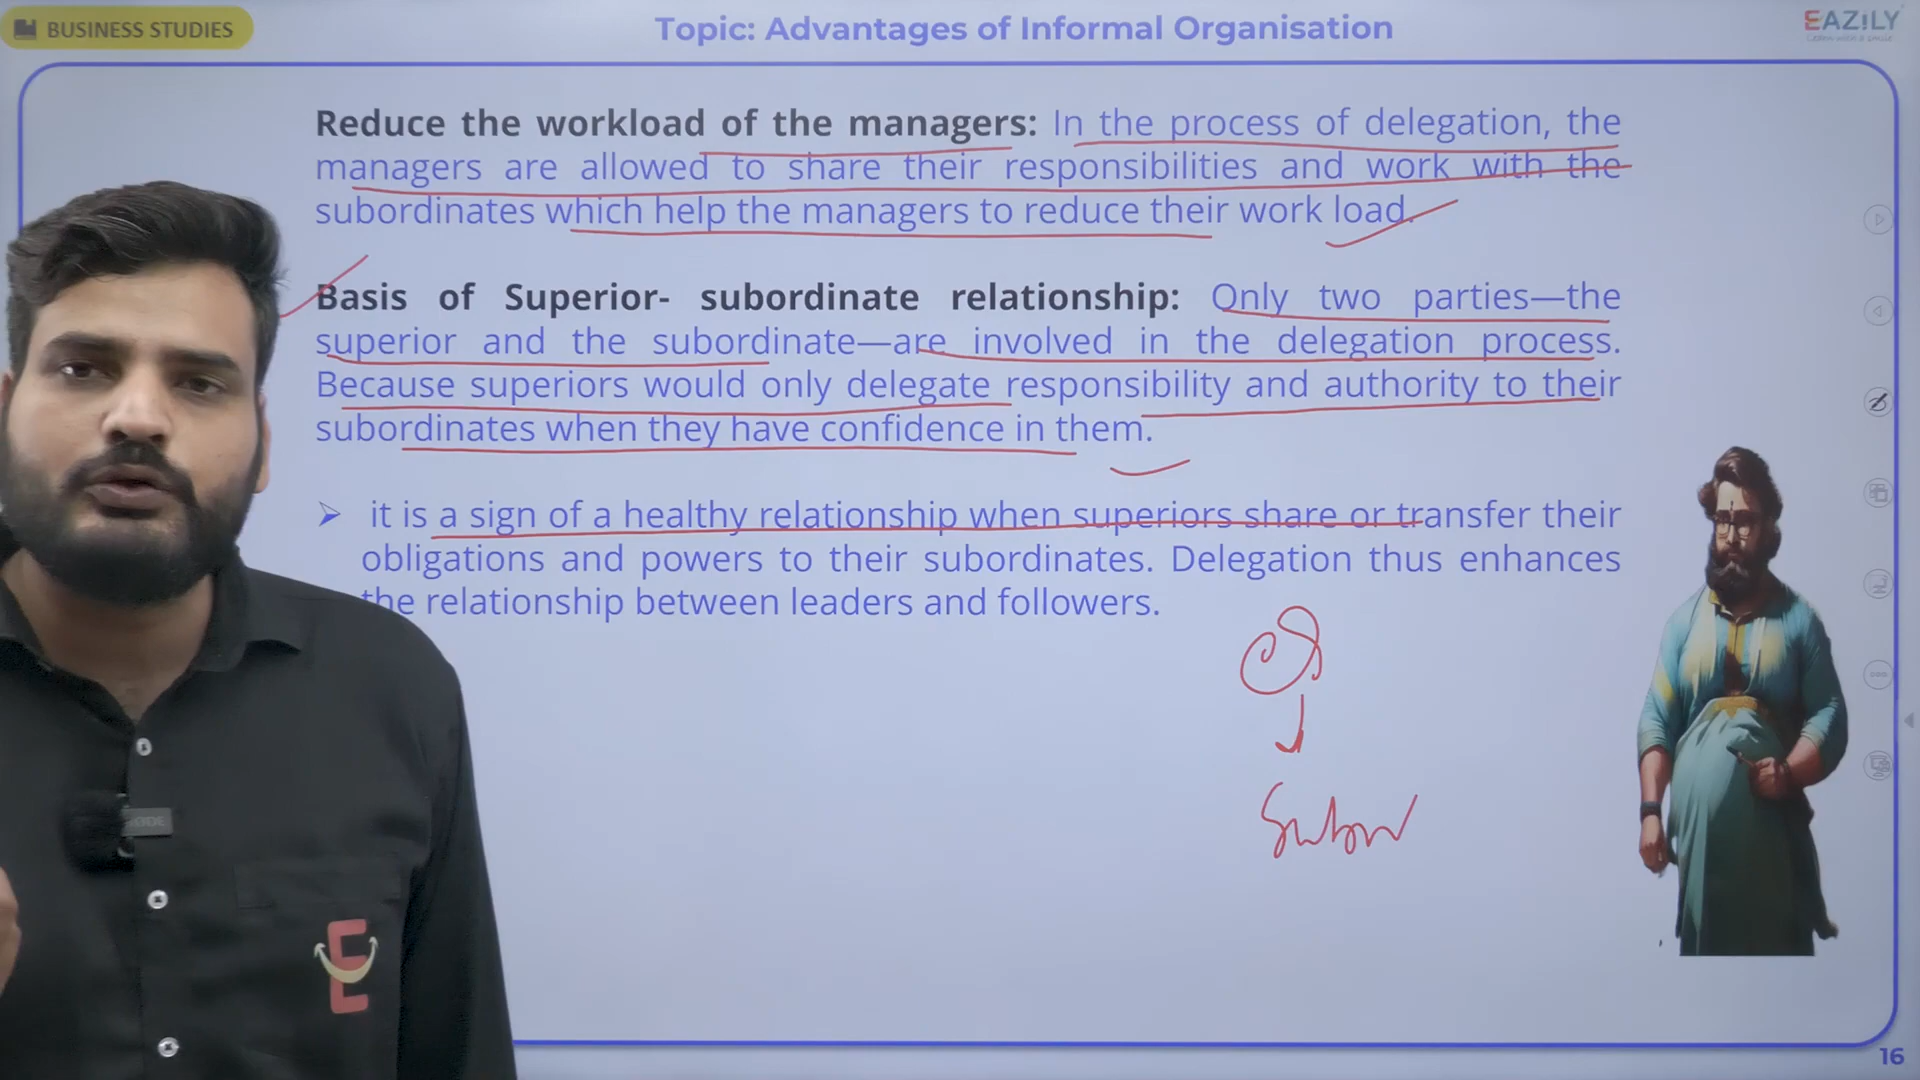 BUSINESS STUDIES
Topic: Advantages of Informal Organisation
EAZILY
Reduce the workload of the managers: In the process of delegation, the
managers are allowed to share their responsibilities and work with the
subordinates which help the managers to reduce their work load.
Basis of Superior- subordinate relationship: Only two parties—the
superior and the subordinate—are involved in the delegation process.
Because superiors would only delegate responsibility and authority to their
subordinates when they have confidence in them.
➢ it is a sign of a healthy relationship when superiors share or transfer their
obligations and powers to their subordinates. Delegation thus enhances
the relationship between leaders and followers.
E
16